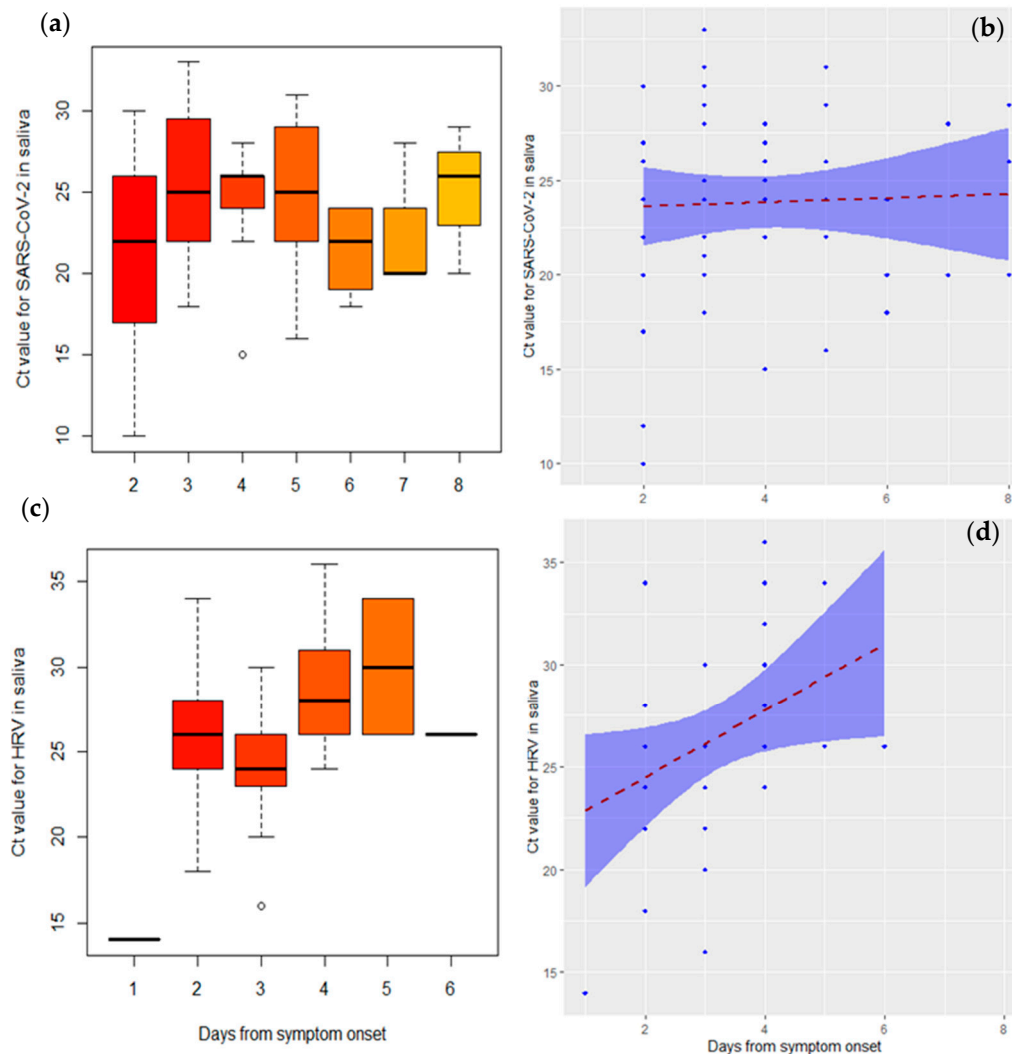 (a)
Ct value for SARS-CoV-2 in saliva
30
25
20
15
10
2 3 4 5 6 7 8
(b)
Ct value for SARS-CoV-2 in saliva
30
25
20
15
10
2 4 6 8
(c)
Ct value for HRV in saliva
35
30
25
20
15
1 2 3 4 5 6
Days from symptom onset
(d)
Ct value for HRV in saliva
35
30
25
20
15
2 4 6 8
Days from symptom onset